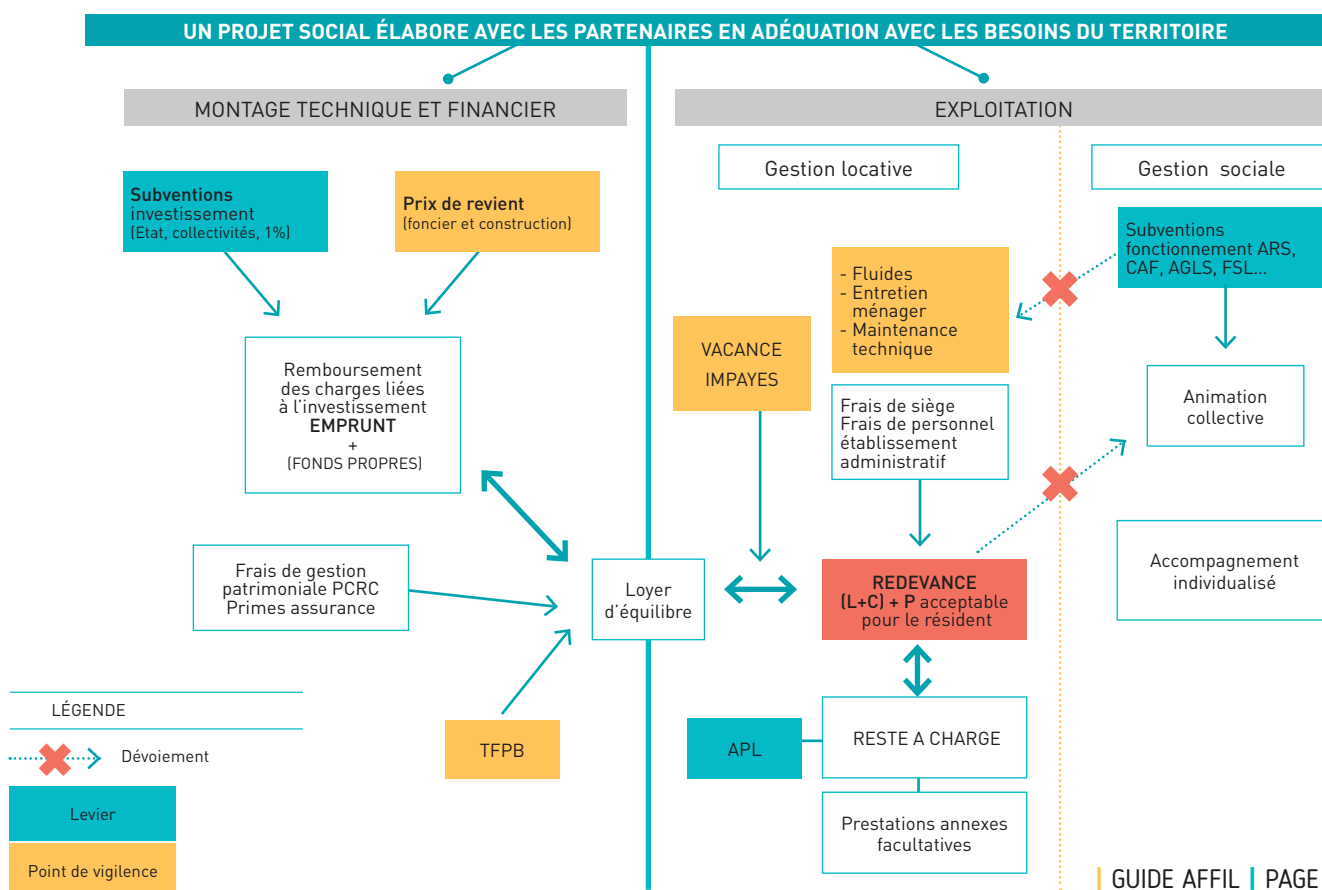 UN PROJET SOCIAL ÉLABORE AVEC LES PARTENAIRES EN ADÉQUATION AVEC LES BESOINS DU TERRITOIRE
MONTAGE TECHNIQUE ET FINANCIER
Subventions
investissement
(Etat, collectivités, 1%)
Prix de revient
(foncier et construction)
Remboursement
des charges liées
à l'investissement
EMPRUNT
+
(FONDS PROPRES)
Frais de gestion
patrimoniale PCRC
Primes assurance
TFPB
Loyer
d'équilibre
EXPLOITATION
Gestion locative
Gestion sociale
VACANCE
IMPAYES
- Fluides
- Entretien
ménager
- Maintenance
technique
Frais de siège
Frais de personnel
établissement
administratif
REDEVANCE
(L+C) + P acceptable
pour le résident
APL
RESTE A CHARGE
Prestations annexes
facultatives
Subventions
fonctionnement ARS,
CAF, AGLS, FSL...
Animation
collective
Accompagnement
individualisé
LÉGENDE
Dévoiement
Levier
Point de vigilence
| GUIDE AFFIL | PAGE